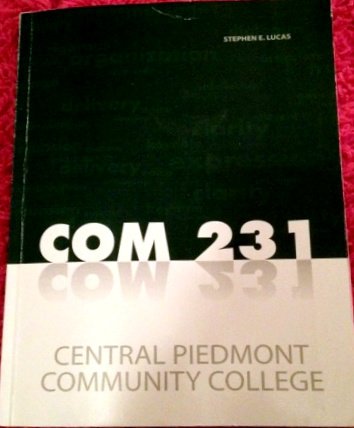 STEPHEN E. LUCAS
COM 231
CENTRAL PIEDMONT
COMMUNITY COLLEGE